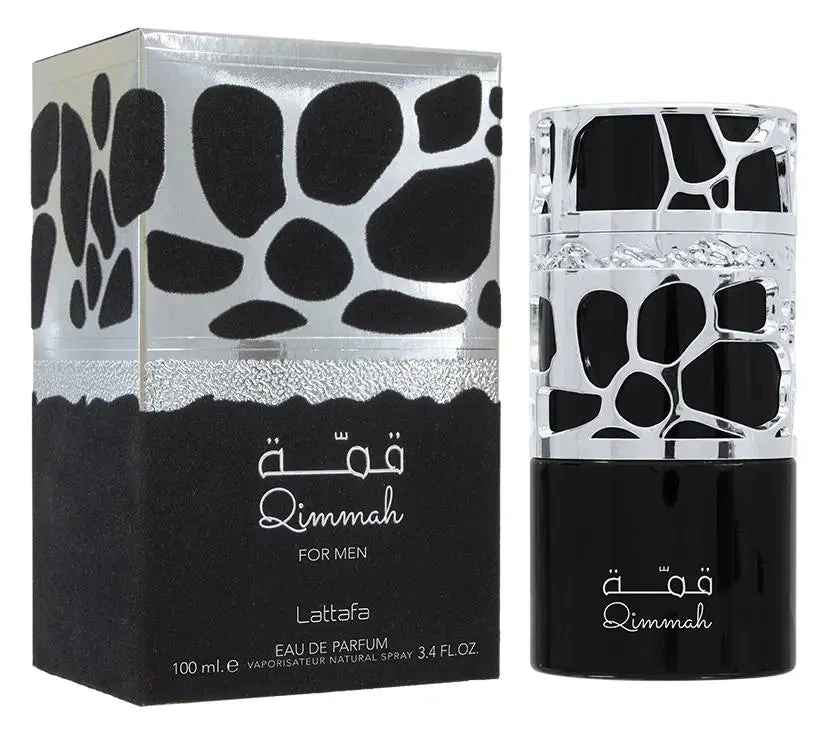 قمّة
Qimmah
FOR MEN
Lattafa
EAU DE PARFUM
100 ml. e VAPORISATEUR NATURAL SPRAY 3.4 FL.OZ.
قمّة
Qimmah